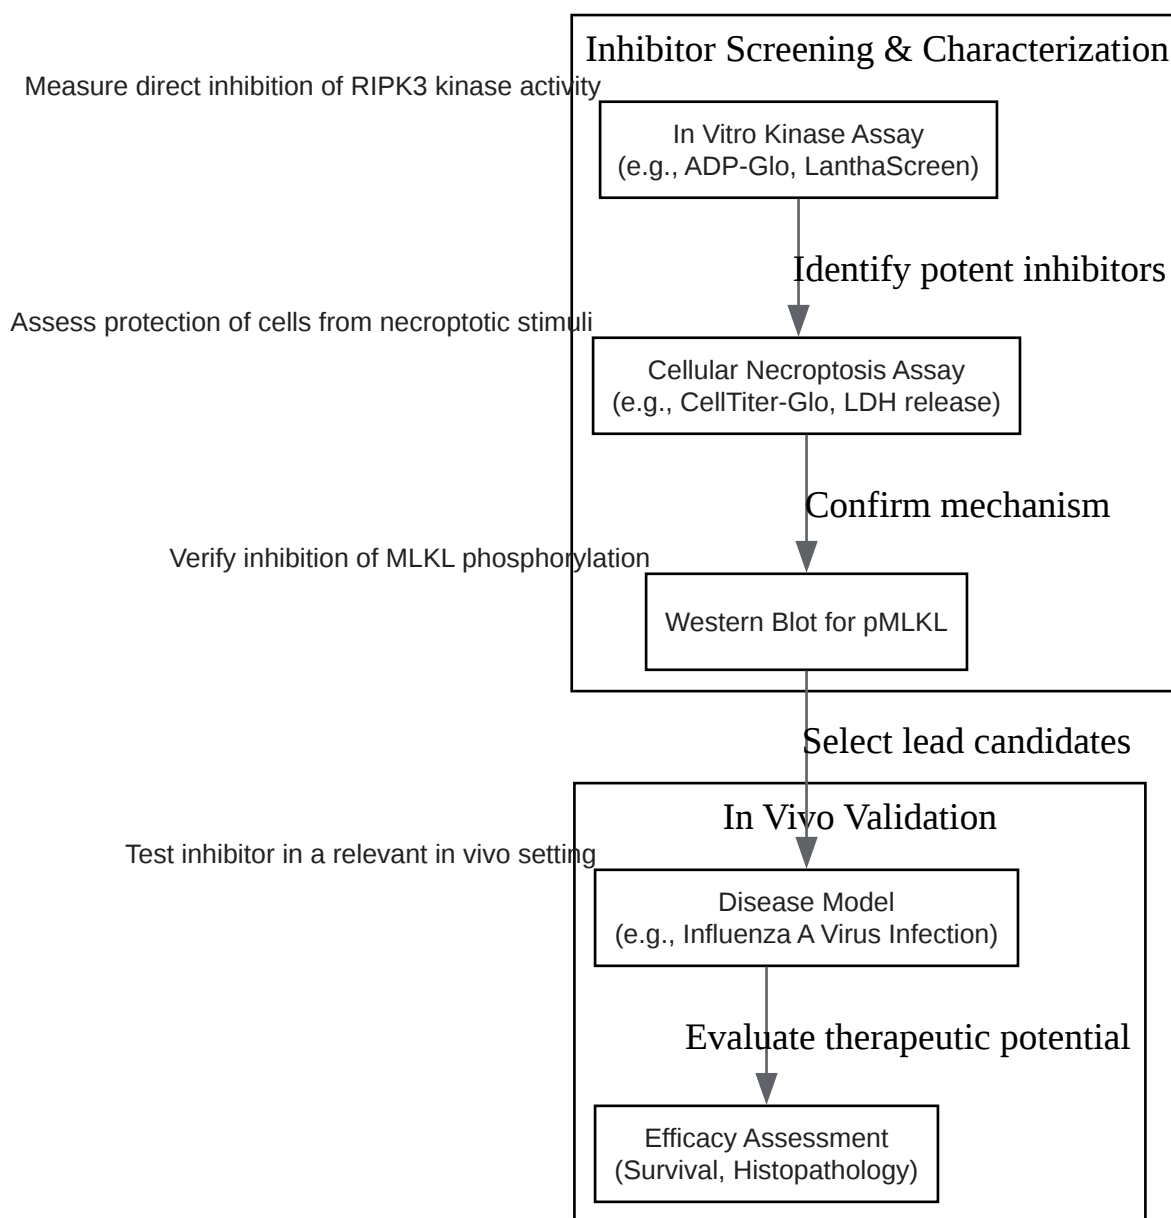 Inhibitor Screening & Characterization
Measure direct inhibition of RIPK3 kinase activity
In Vitro Kinase Assay
(e.g., ADP-Glo, LanthaScreen)
Identify potent inhibitors
Assess protection of cells from necroptotic stimuli
Cellular Necroptosis Assay
(e.g., CellTiter-Glo, LDH release)
Confirm mechanism
Verify inhibition of MLKL phosphorylation
Western Blot for pMLKL
Select lead candidates
In Vivo Validation
Test inhibitor in a relevant in vivo setting
Disease Model
(e.g., Influenza A Virus Infection)
Evaluate therapeutic potential
Efficacy Assessment
(Survival, Histopathology)